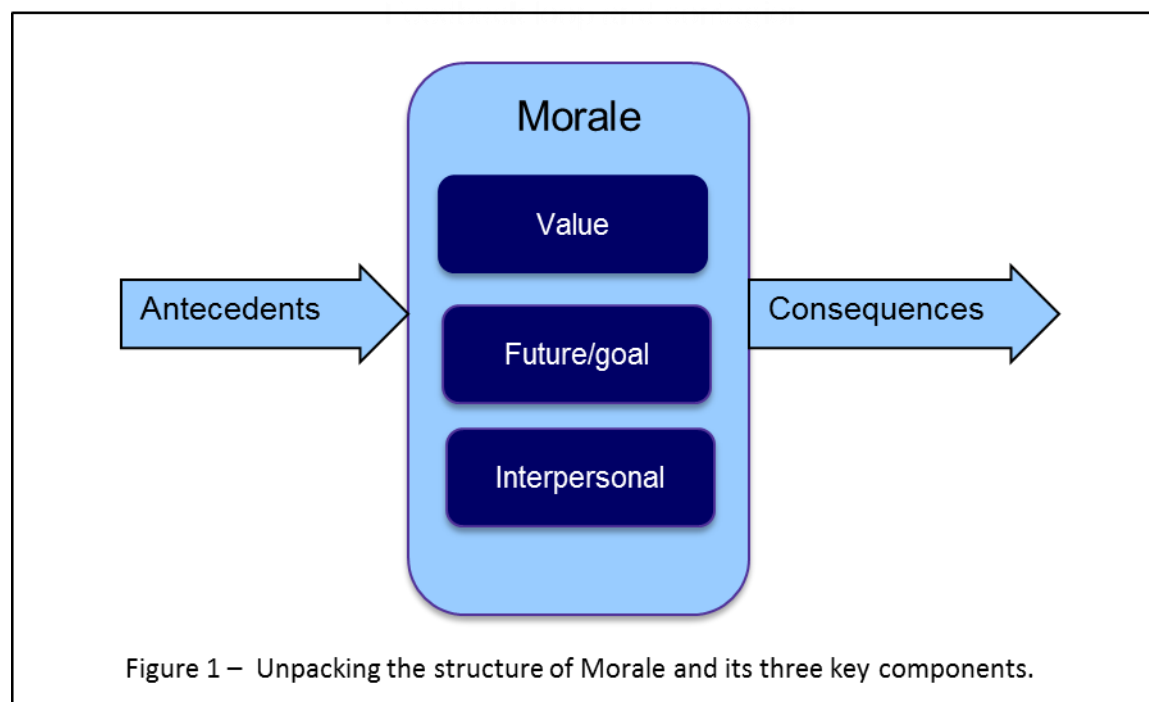 Morale
Value
Antecedents
Future/goal
Consequences
Interpersonal
Figure 1 – Unpacking the structure of Morale and its three key components.